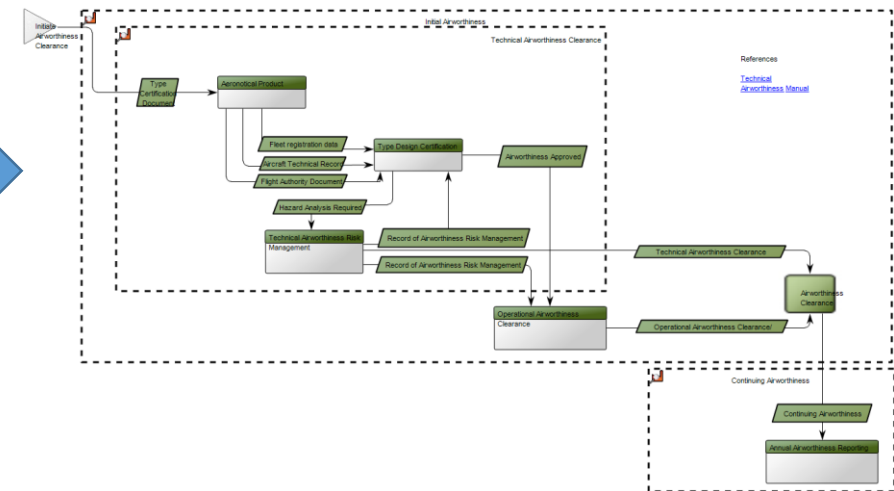 Initial Airworthiness
Initiate
Airworthiness
Clearance
Technical Airworthiness Clearance
References
Technical
Airworthiness Manual
Type
Certification
Document
Aeronotical Product
Fleet registration data
Type Design Certification
Airworthiness Approved
Aircraft Technical Record
Flight Authority Document
Hazard Analysis Required
Technical Airworthiness Risk
Management
Record of Airworthiness Risk Management
Technical Airworthiness Clearance
Record of Airworthiness Risk Management
Airworthiness
Clearance
Operational Airworthiness
Clearance
Operational Airworthiness Clearance/
Continuing Airworthiness
Continuing Airworthiness
Annual Airworthiness Reporting